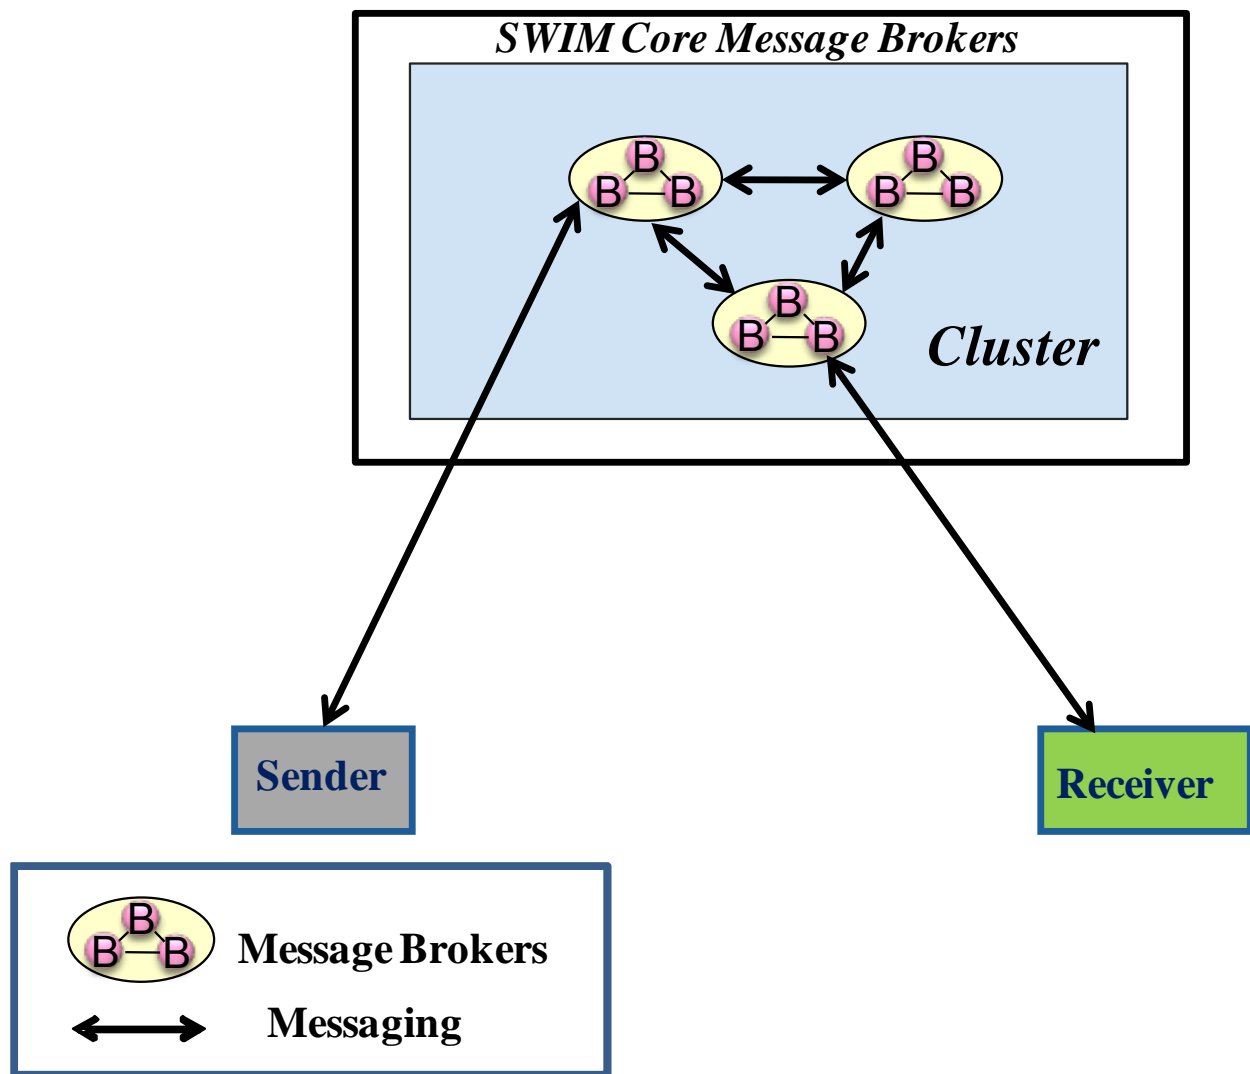 SWIM Core Message Brokers
B
B B
B
B B
B
B B
Cluster
Sender
Receiver
B
B B
Message Brokers
Messaging